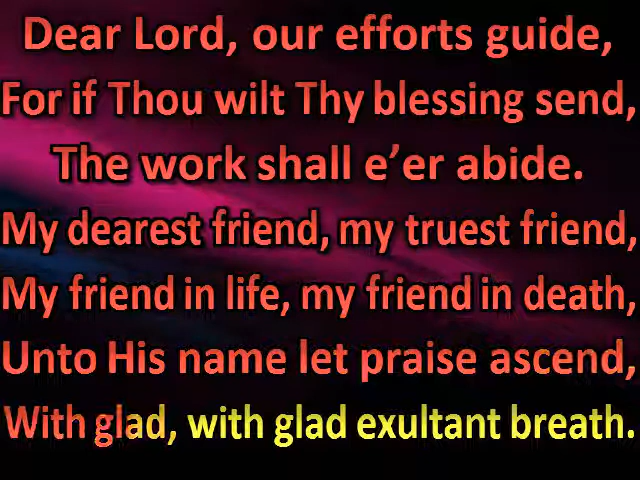 Dear Lord, our efforts guide,
For if Thou wilt Thy blessing send,
The work shall e’er abide.
My dearest friend, my truest friend,
My friend in life, my friend in death,
Unto His name let praise ascend,
With glad, with glad exultant breath.